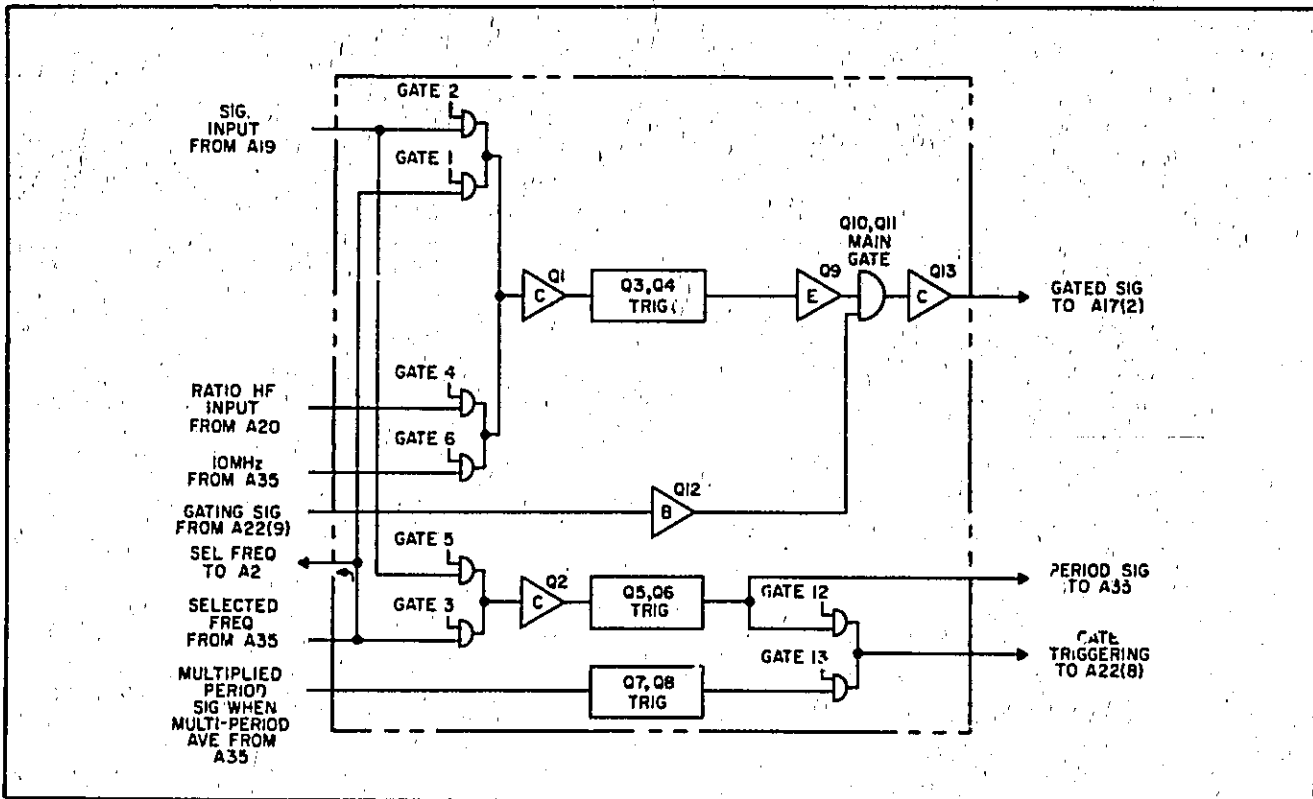 GATE 2
SIG.
INPUT
FROM A19
GATE 1
Q10, Q11
MAIN
GATE
Q1
Q9
Q13
C
Q3, Q4
TRIG
E
C
GATED SIG
TO A17(2)
GATE 4
RATIO HF
INPUT
FROM A20
GATE 6
10MHz
FROM A35
Q12
GATING SIG
FROM A22(9)
B
SEL FREQ
TO A2
GATE 5
Q2
PERIOD SIG
TO A35
SELECTED
FREQ
FROM A35
GATE 3
C
Q5, Q6
TRIG
GATE 12
GATE
TRIGGERING
TO A22(8)
MULTIPLIED
PERIOD
SIG WHEN
MULTI-PERIOD
AVE FROM
A35
Q7, Q8
TRIG
GATE 13